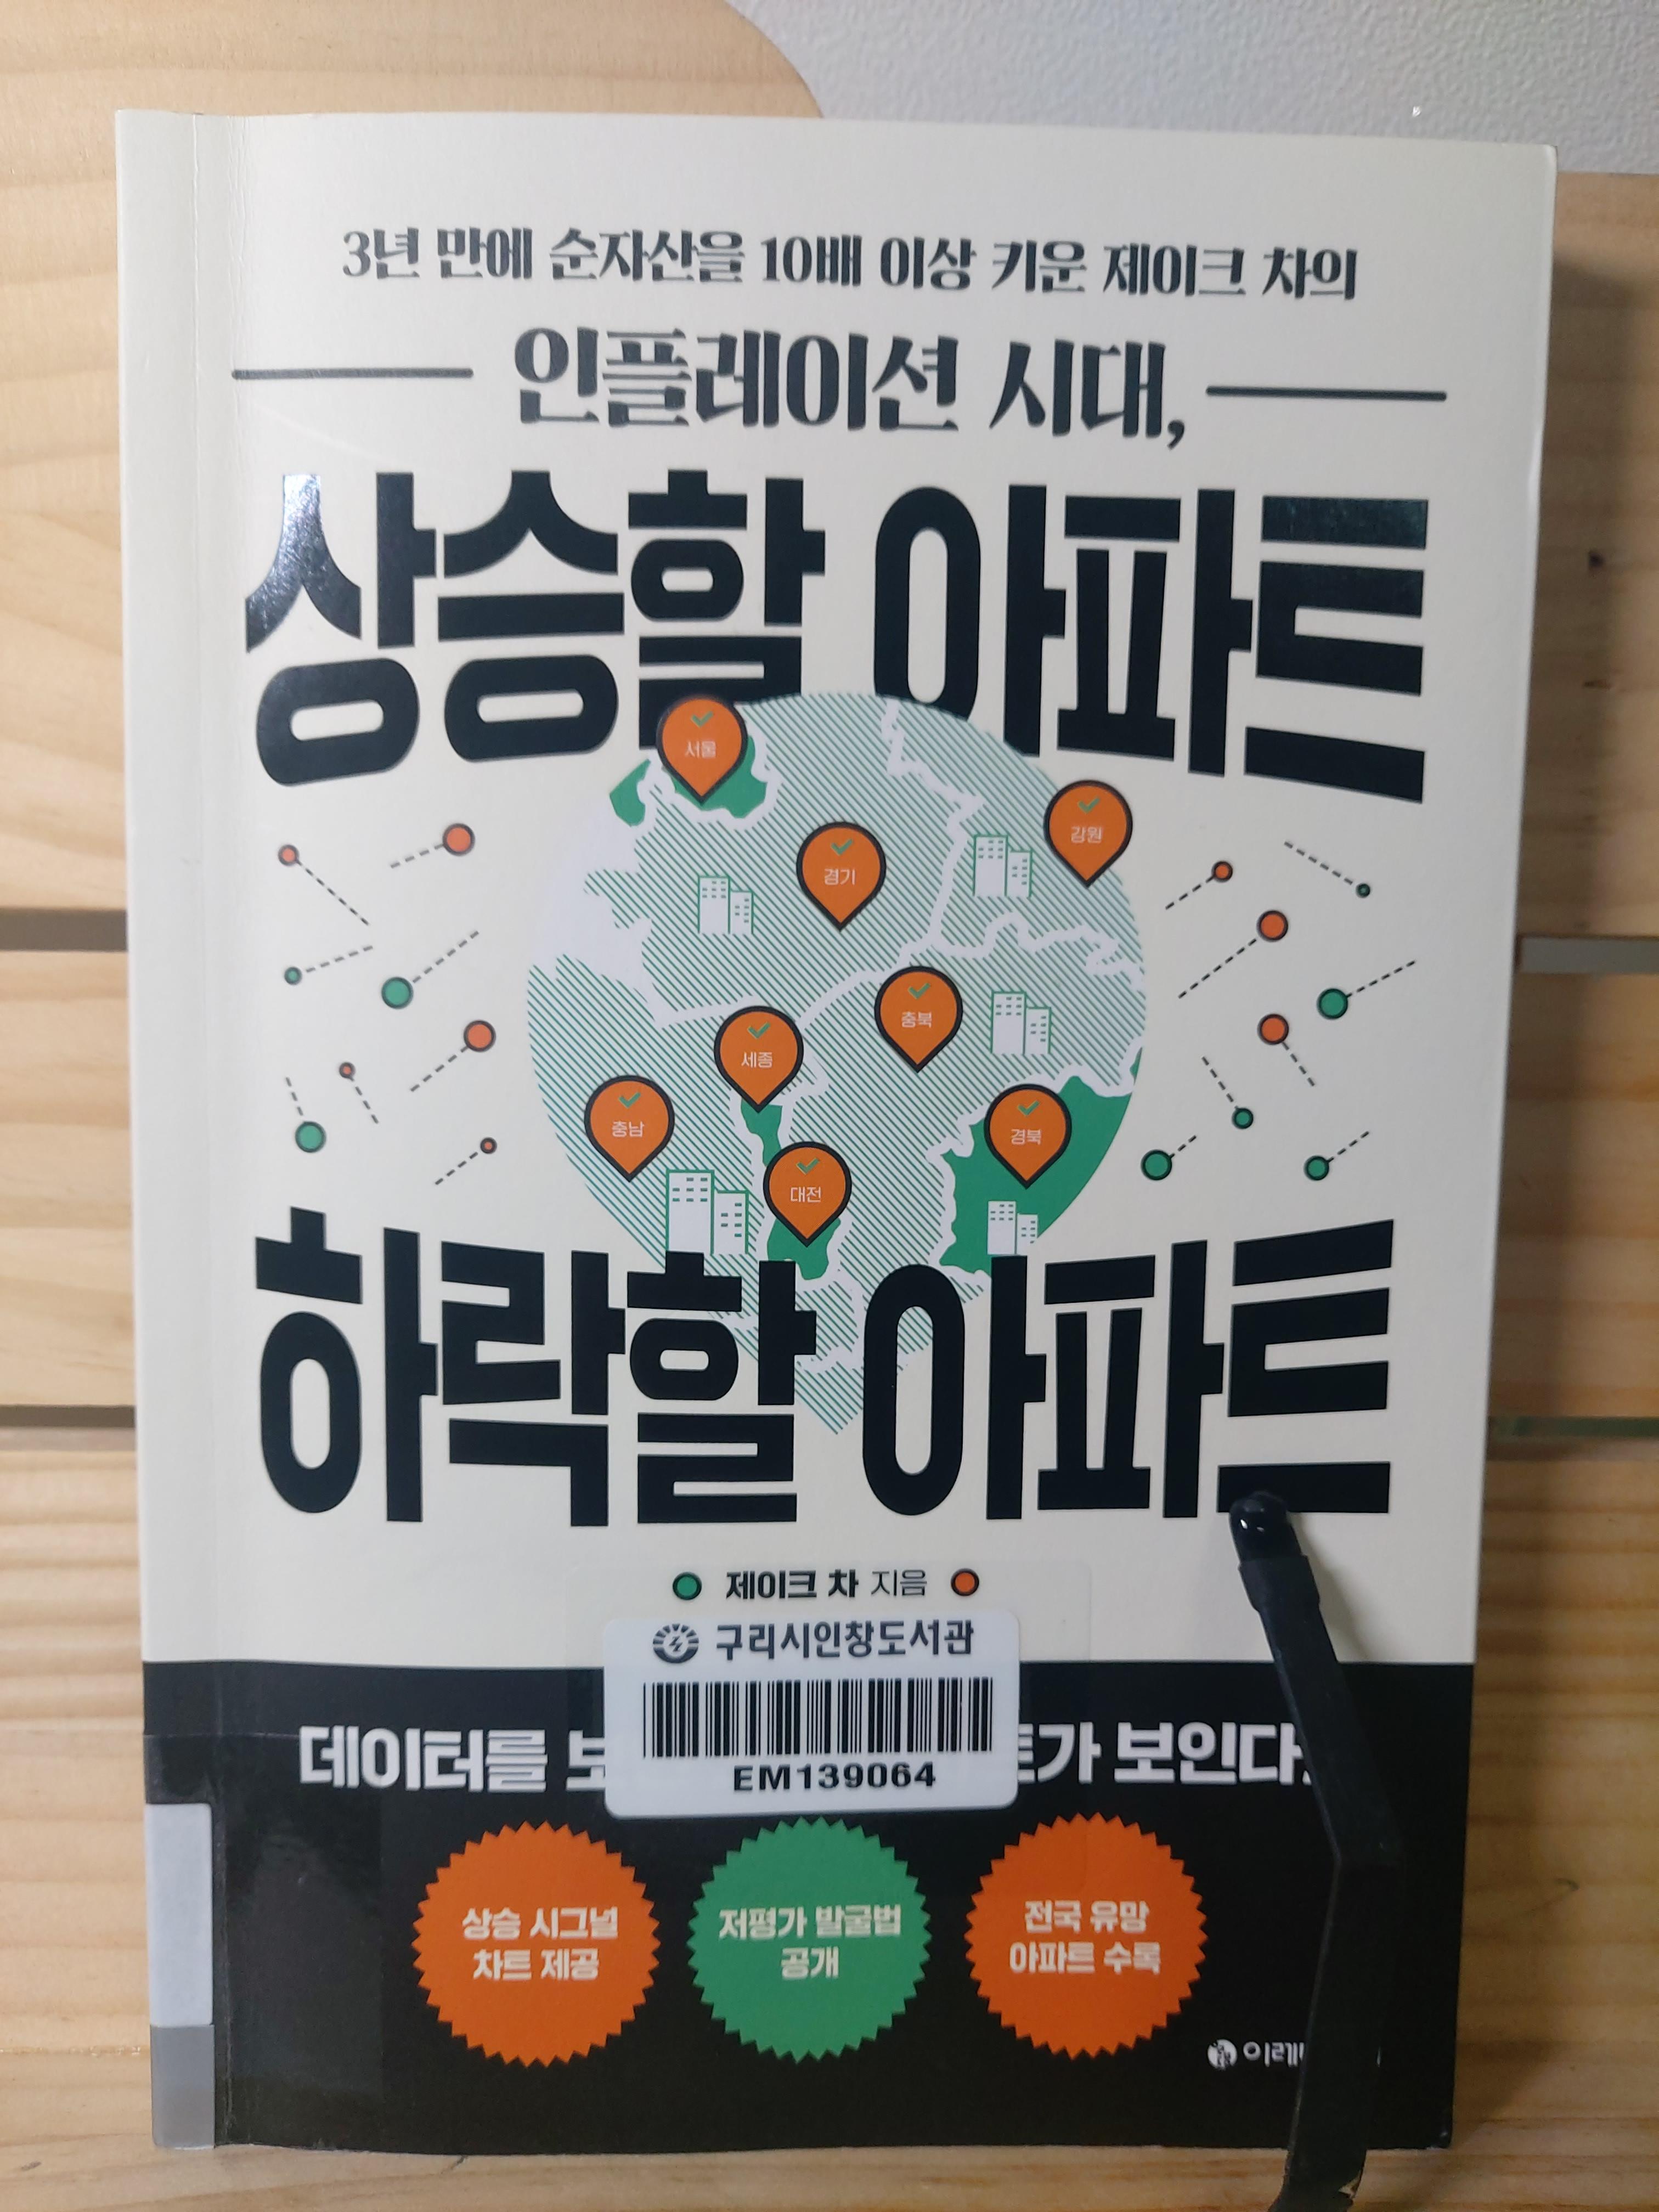 3년 만에 순자산을 10배 이상 키운 제이크 차의
인플레이션 시대,
상승할 아파트
서울
강원
경기
충북
세종
충남
경북
대전
하락할 아파트
제이크 차 지음
구리시인창도서관
EM139064
데이터를
보인다
상승 시그널
차트 제공
저평가 발굴법
공개
전국 유망
아파트 수록